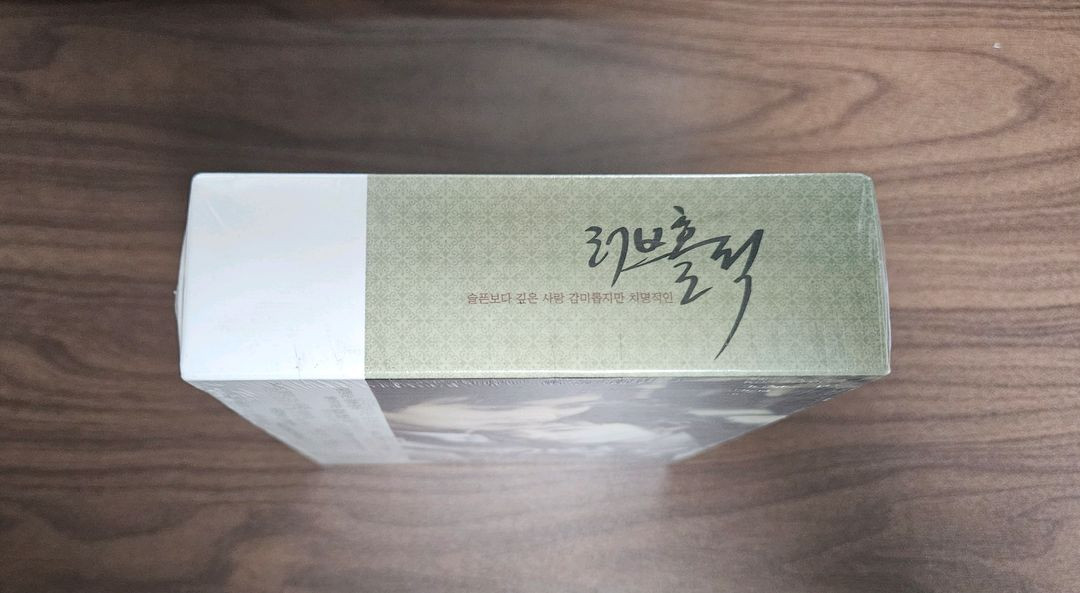 러브홀릭
슬픈보다 깊은 사랑 감미롭지만 치명적인